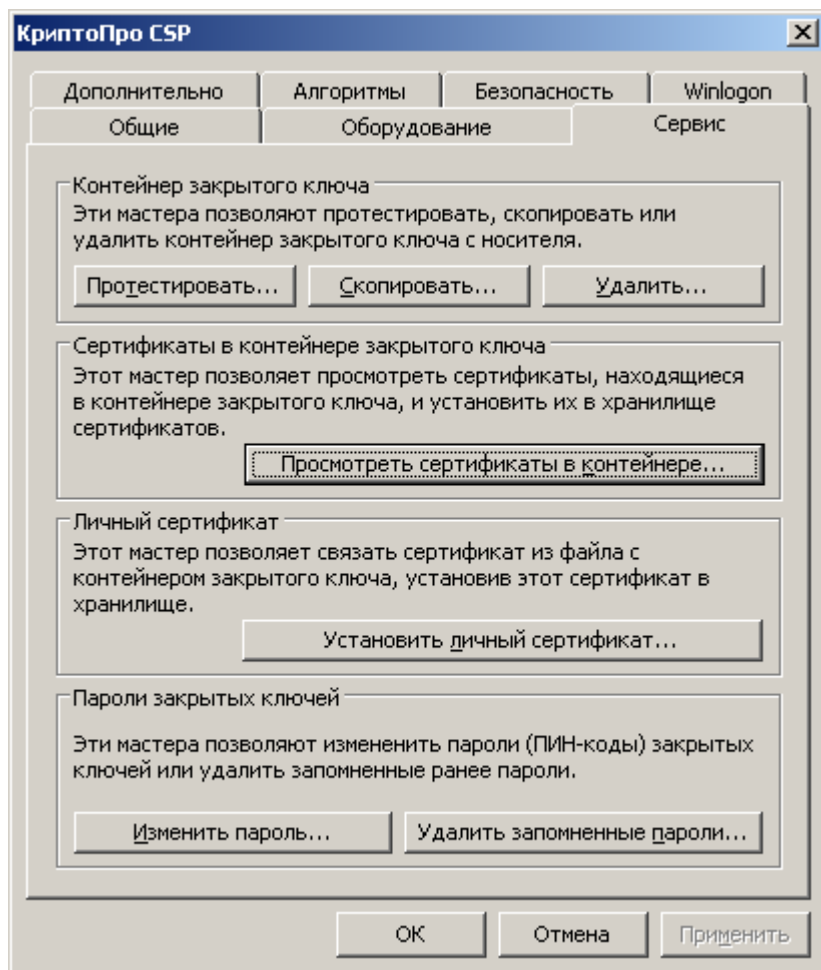 КриптоПро CSP
Дополнительно Алгоритмы Безопасность Winlogon
Общие Оборудование Сервис
Контейнер закрытого ключа
Эти мастера позволяют протестировать, скопировать или
удалить контейнер закрытого ключа с носителя.
Протестировать... Скопировать... Удалить...
Сертификаты в контейнере закрытого ключа
Этот мастер позволяет просмотреть сертификаты, находящиеся
в контейнере закрытого ключа, и установить их в хранилище
сертификатов.
Просмотреть сертификаты в контейнере...
Личный сертификат
Этот мастер позволяет связать сертификат из файла с
контейнером закрытого ключа, установив этот сертификат в
хранилище.
Установить личный сертификат...
Пароли закрытых ключей
Эти мастера позволяют измененить пароли (ПИН-коды) закрытых
ключей или удалить запомненные ранее пароли.
Изменить пароль... Удалить запомненные пароли...
ОК Отмена Применить